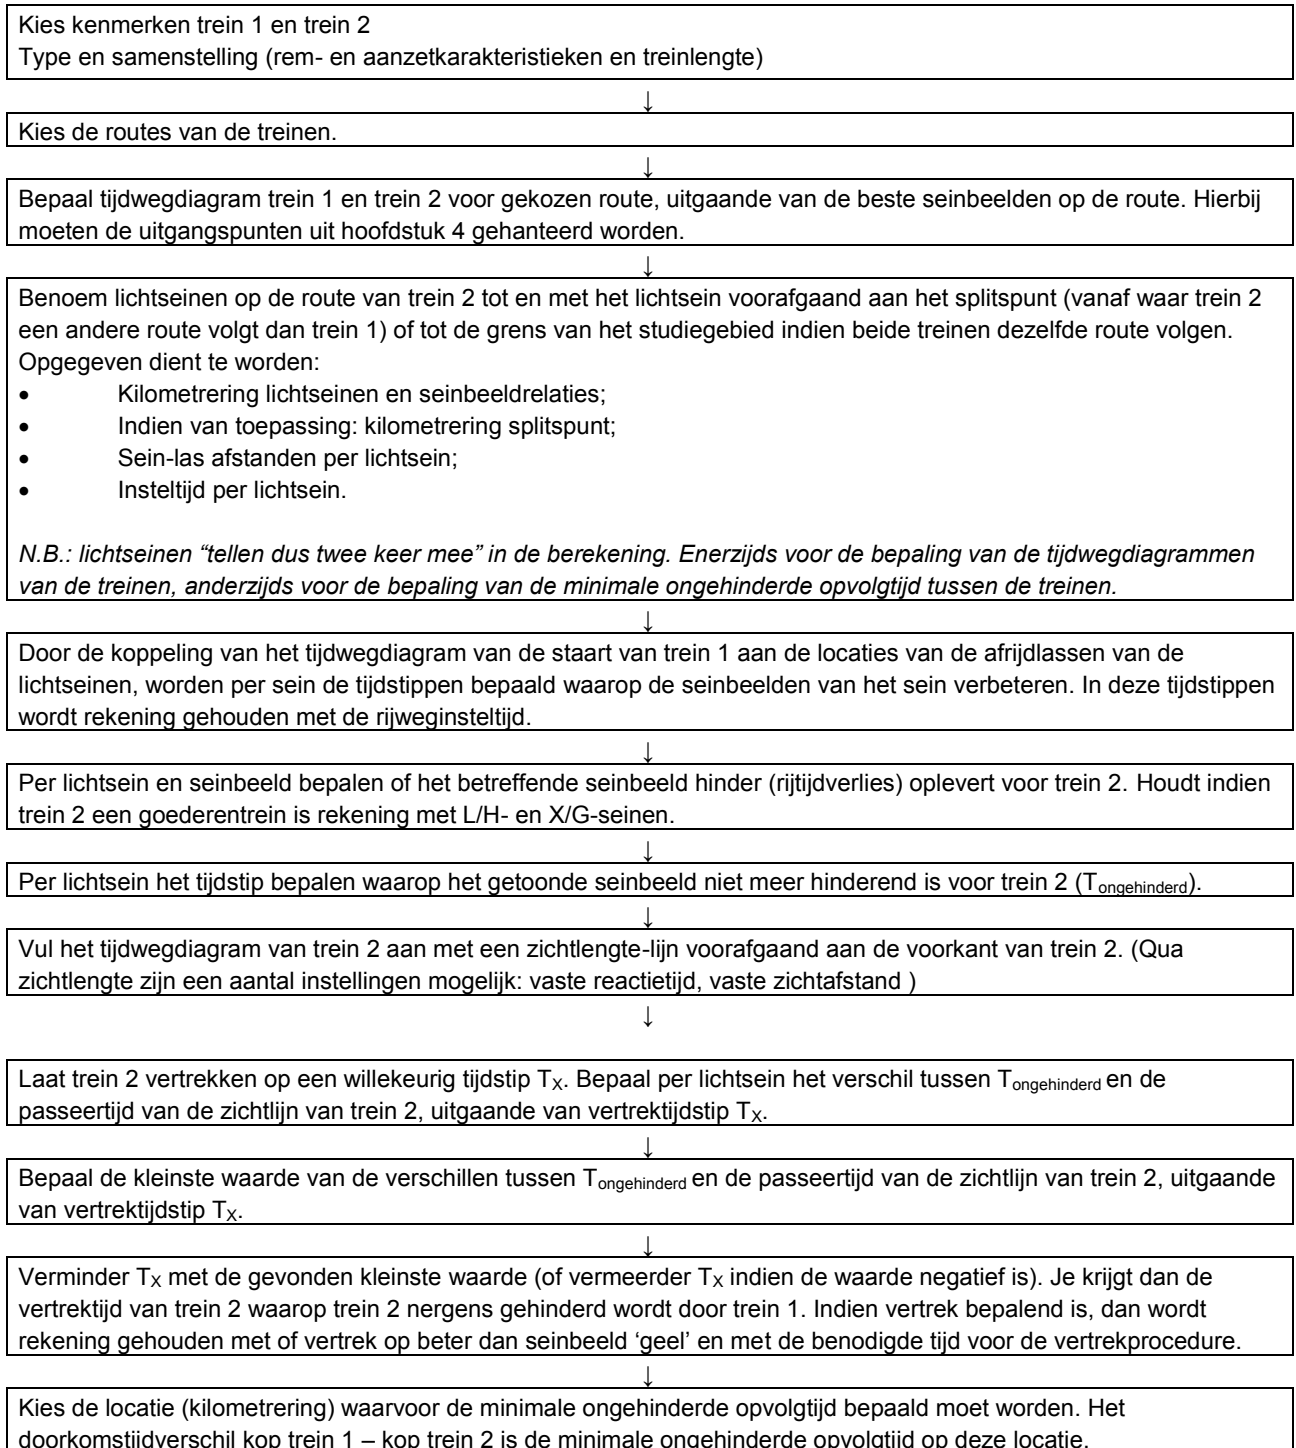 Kies kenmerken trein 1 en trein 2
Type en samenstelling (rem- en aanzetkarakteristieken en treinlengte)
↓
Kies de routes van de treinen.
↓
Bepaal tijdwegdiagram trein 1 en trein 2 voor gekozen route, uitgaande van de beste seinbeelden op de route. Hierbij
moeten de uitgangspunten uit hoofdstuk 4 gehanteerd worden.
↓
Benoem lichtseinen op de route van trein 2 tot en met het lichtsein voorafgaand aan het splitspunt (vanaf waar trein 2
een andere route volgt dan trein 1) of tot de grens van het studiegebied indien beide treinen dezelfde route volgen.
Opgegeven dient te worden:
• Kilometrering lichtseinen en seinbeeldrelaties;
• Indien van toepassing: kilometrering splitspunt;
• Sein-las afstanden per lichtsein;
• Insteltijd per lichtsein.
N.B.: lichtseinen “tellen dus twee keer mee” in de berekening. Enerzijds voor de bepaling van de tijdwegdiagrammen
van de treinen, anderzijds voor de bepaling van de minimale ongehinderde opvolgtijd tussen de treinen.
↓
Door de koppeling van het tijdwegdiagram van de staart van trein 1 aan de locaties van de afrijdlassen van de
lichtseinen, worden per sein de tijdstippen bepaald waarop de seinbeelden van het sein verbeteren. In deze tijdstippen
wordt rekening gehouden met de rijweginsteltijd.
↓
Per lichtsein en seinbeeld bepalen of het betreffende seinbeeld hinder (rijtijdverlies) oplevert voor trein 2. Houdt indien
trein 2 een goederentrein is rekening met L/H- en X/G-seinen.
↓
Per lichtsein het tijdstip bepalen waarop het getoonde seinbeeld niet meer hinderend is voor trein 2 (Tongehinderd).
↓
Vul het tijdwegdiagram van trein 2 aan met een zichtlengte-lijn voorafgaand aan de voorkant van trein 2. (Qua
zichtlengte zijn een aantal instellingen mogelijk: vaste reactietijd, vaste zichtafstand )
↓
Laat trein 2 vertrekken op een willekeurig tijdstip TX. Bepaal per lichtsein het verschil tussen Tongehinderd en de
passeertijd van de zichtlijn van trein 2, uitgaande van vertrektijdstip TX.
↓
Bepaal de kleinste waarde van de verschillen tussen Tongehinderd en de passeertijd van de zichtlijn van trein 2, uitgaande
van vertrektijdstip TX.
↓
Verminder TX met de gevonden kleinste waarde (of vermeerder TX indien de waarde negatief is). Je krijgt dan de
vertrektijd van trein 2 waarop trein 2 nergens gehinderd wordt door trein 1. Indien vertrek bepalend is, dan wordt
rekening gehouden met of vertrek op beter dan seinbeeld ‘geel’ en met de benodigde tijd voor de vertrekprocedure.
↓
Kies de locatie (kilometrering) waarvoor de minimale ongehinderde opvolgtijd bepaald moet worden. Het
doorkomstijdverschil kop trein 1 – kop trein 2 is de minimale ongehinderde opvolgtijd op deze locatie.